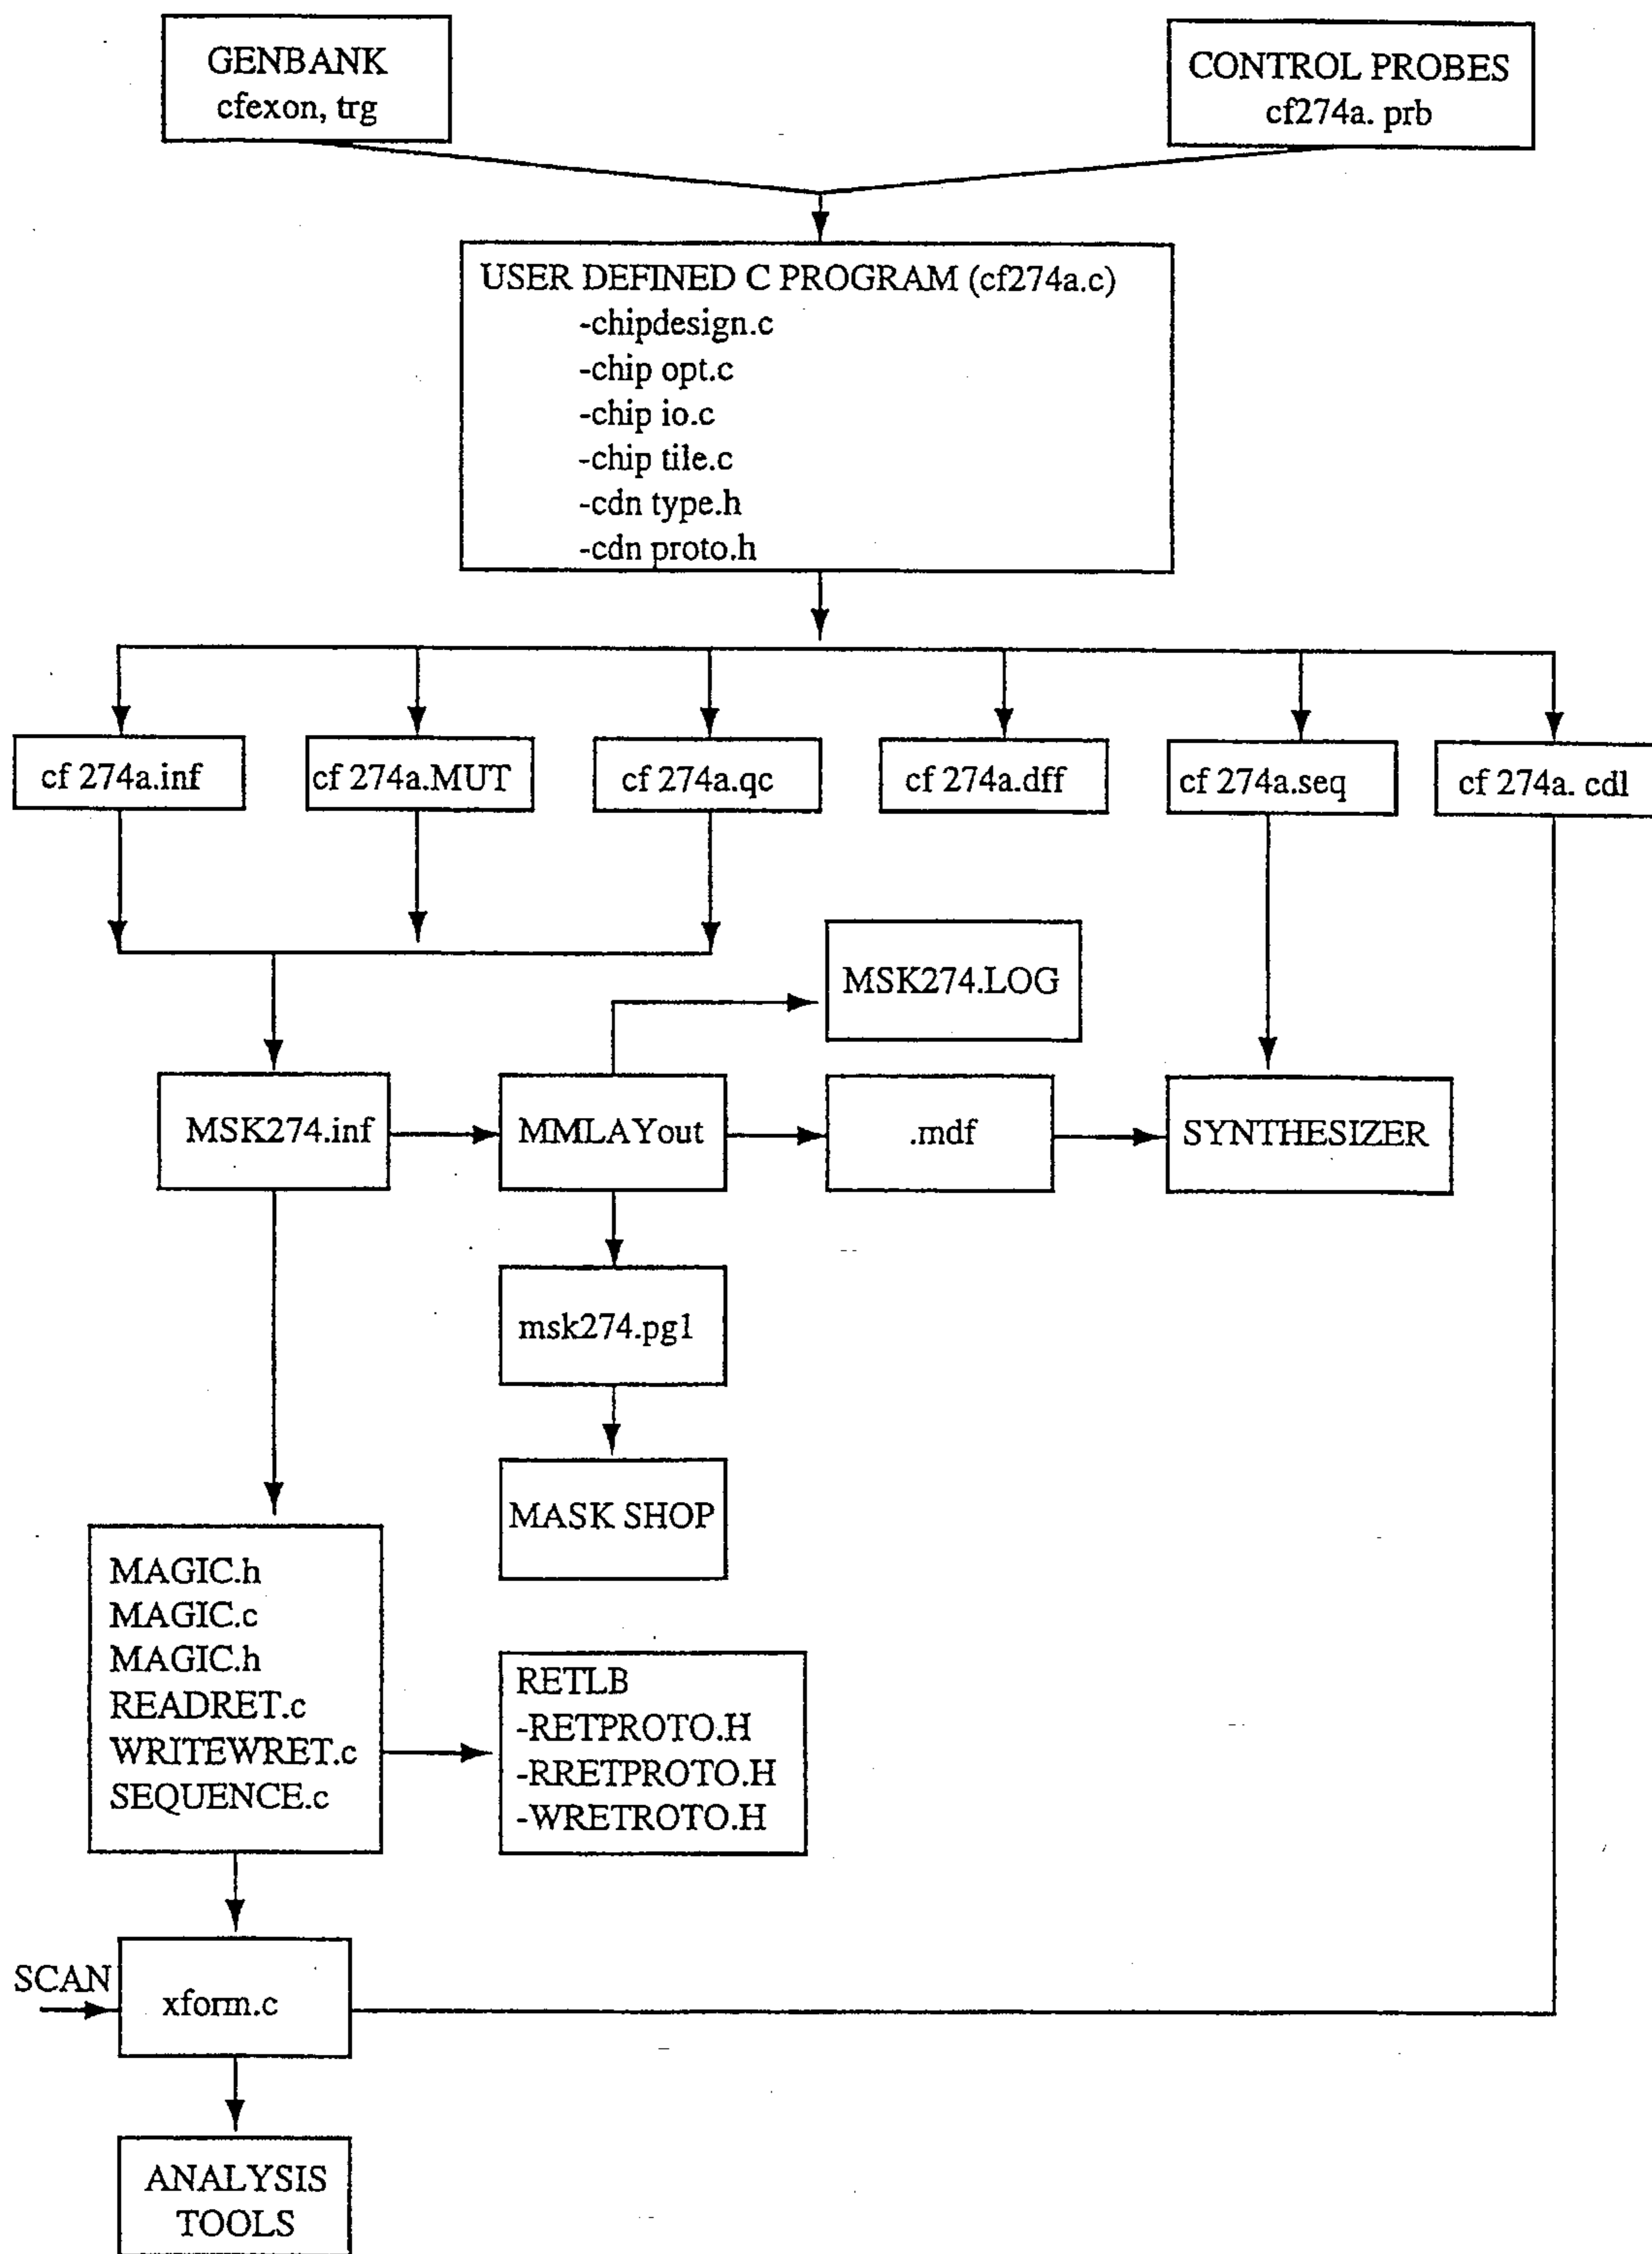 GENBANK
cfexon, trg
CONTROL PROBES
cf274a. prb
USER DEFINED C PROGRAM (cf274a.c)
-chipdesign.c
-chip opt.c
-chip io.c
-chip tile.c
-cdn type.h
-cdn proto.h
cf 274a.inf
cf 274a.MUT
cf 274a.qc
cf 274a.dff
cf 274a.seq
cf 274a. cdl
MSK274.LOG
MSK274.inf
MMLAYout
.mdf
SYNTHESIZER
msk274.pg1
MASK SHOP
MAGIC.h
MAGIC.c
MAGIC.h
READRET.c
WRITEWRET.c
SEQUENCE.c
RETLB
-RETPROTO.H
-RRETPROTO.H
-WRETROTO.H
SCAN
xform.c
ANALYSIS
TOOLS